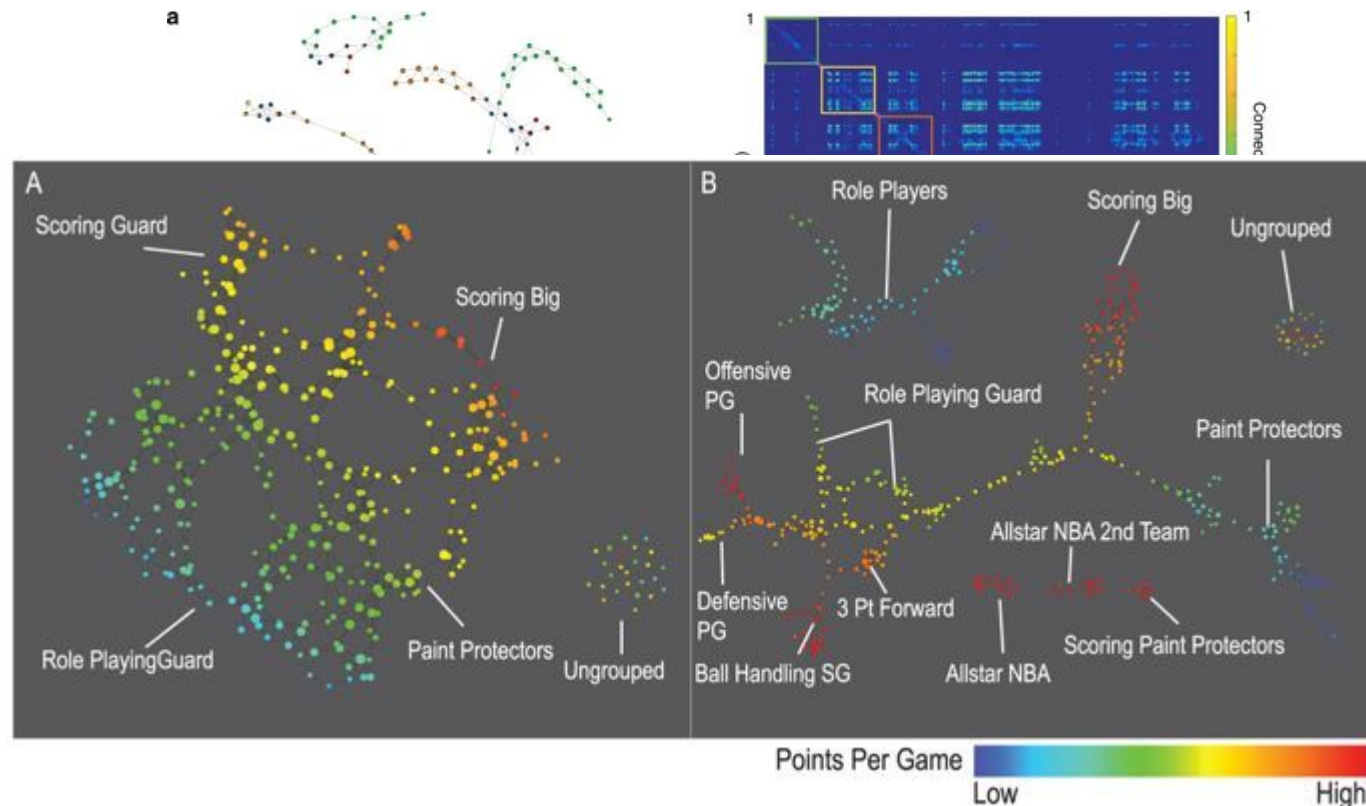 a
1
1
Connec
A
Scoring Guard
Scoring Big
Role PlayingGuard
Paint Protectors
Ungrouped
B
Role Players
Scoring Big
Ungrouped
Offensive
PG
Role Playing Guard
Paint Protectors
Allstar NBA 2nd Team
Defensive
PG
3 Pt Forward
Ball Handling SG
Allstar NBA
Scoring Paint Protectors
Points Per Game
Low
High